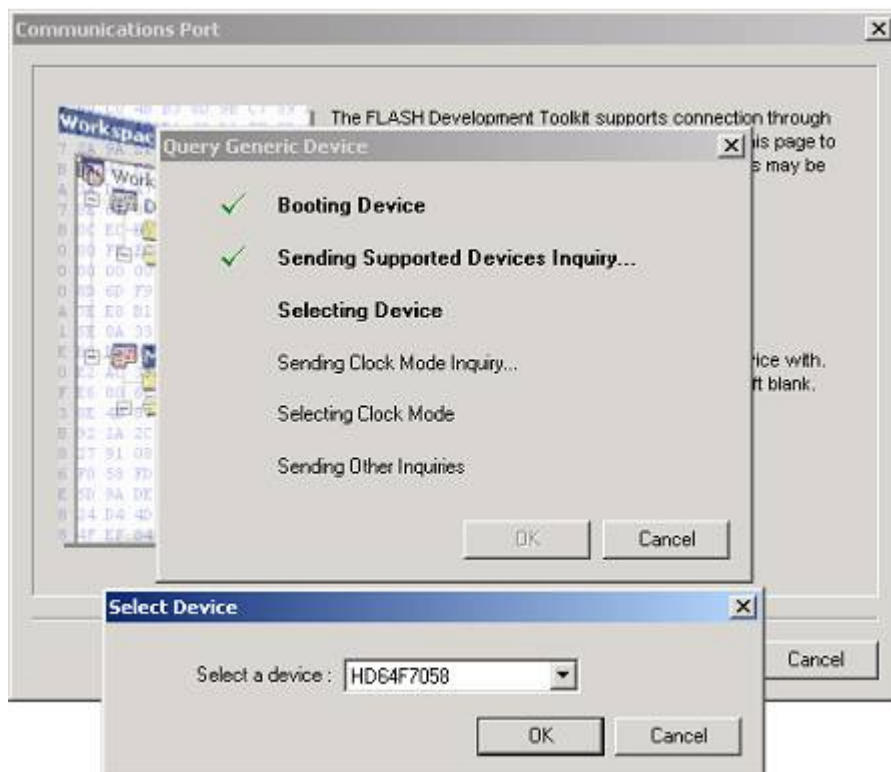 Communications Port
The FLASH Development Toolkit supports connection through
is page to
s may be
Workspac
Work
D
Query Generic Device
Booting Device
Sending Supported Devices Inquiry...
Selecting Device
Sending Clock Mode Inquiry...
Selecting Clock Mode
Sending Other Inquiries
OK
Cancel
ice with.
ft blank.
Select Device
Select a device :
HD64F7058
OK
Cancel
Cancel